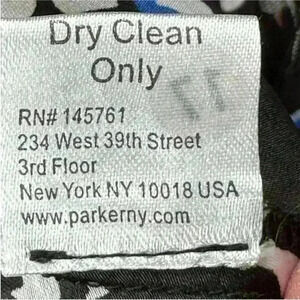 Dry Clean
Only
RN# 145761
234 West 39th Street
3rd Floor
New York NY 10018 USA
www.parkerny.com